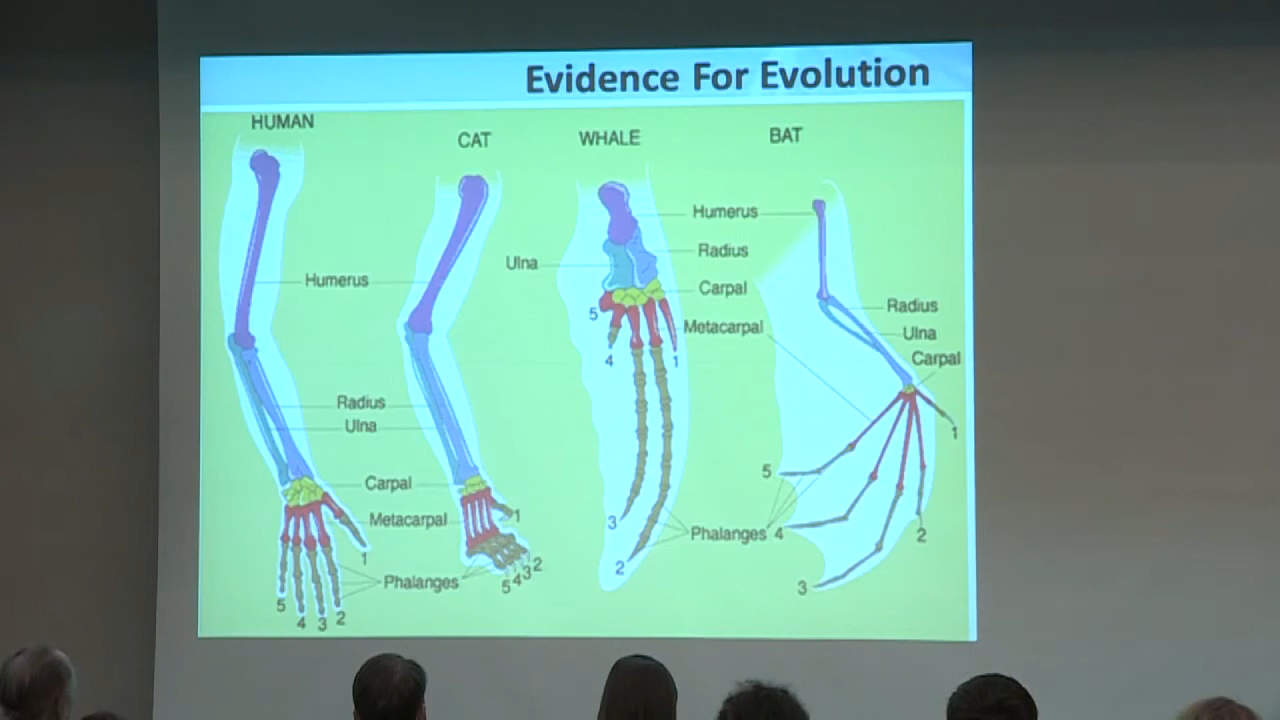 Evidence For Evolution
HUMAN
CAT
WHALE
BAT
Humerus
Radius
Ulna
Carpal
Metacarpal
Phalanges
1
5
4
3
2
1
2
3
4
5
Ulna
Humerus
Radius
Carpal
Metacarpal
5
4
1
3
2
Phalanges
Radius
Ulna
Carpal
1
5
4
2
3